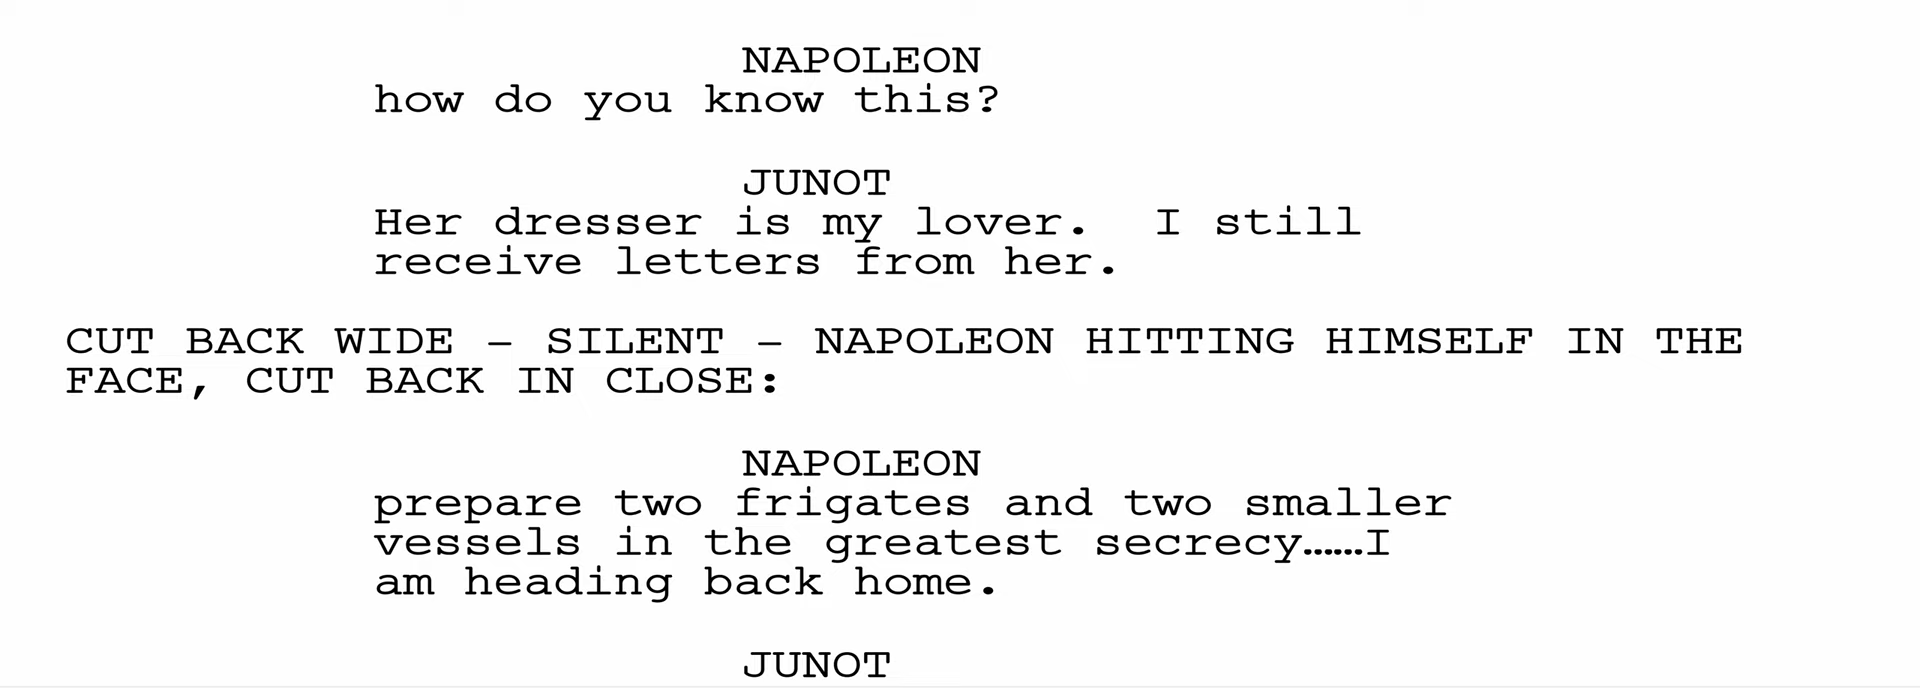 NAPOLEON
how do you know this?
JUNOT
Her dresser is my lover.  I still
receive letters from her.
CUT BACK WIDE – SILENT – NAPOLEON HITTING HIMSELF IN THE
FACE, CUT BACK IN CLOSE:
NAPOLEON
prepare two frigates and two smaller
vessels in the greatest secrecy……I
am heading back home.
JUNOT